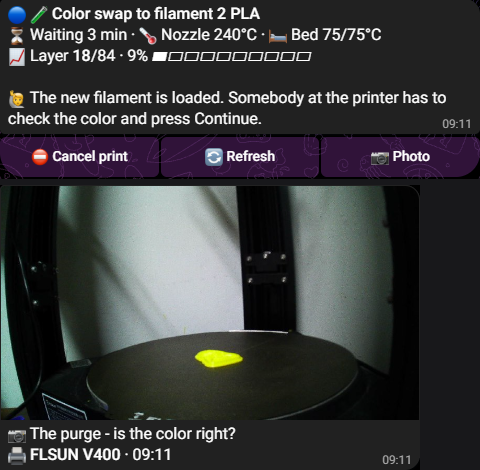 Color swap to filament 2 PLA
Waiting 3 min · Nozzle 240°C · Bed 75/75°C
Layer 18/84 · 9%
The new filament is loaded. Somebody at the printer has to
check the color and press Continue.
09:11
Cancel print
Refresh
Photo
The purge - is the color right?
FLSUN V400 · 09:11
09:11